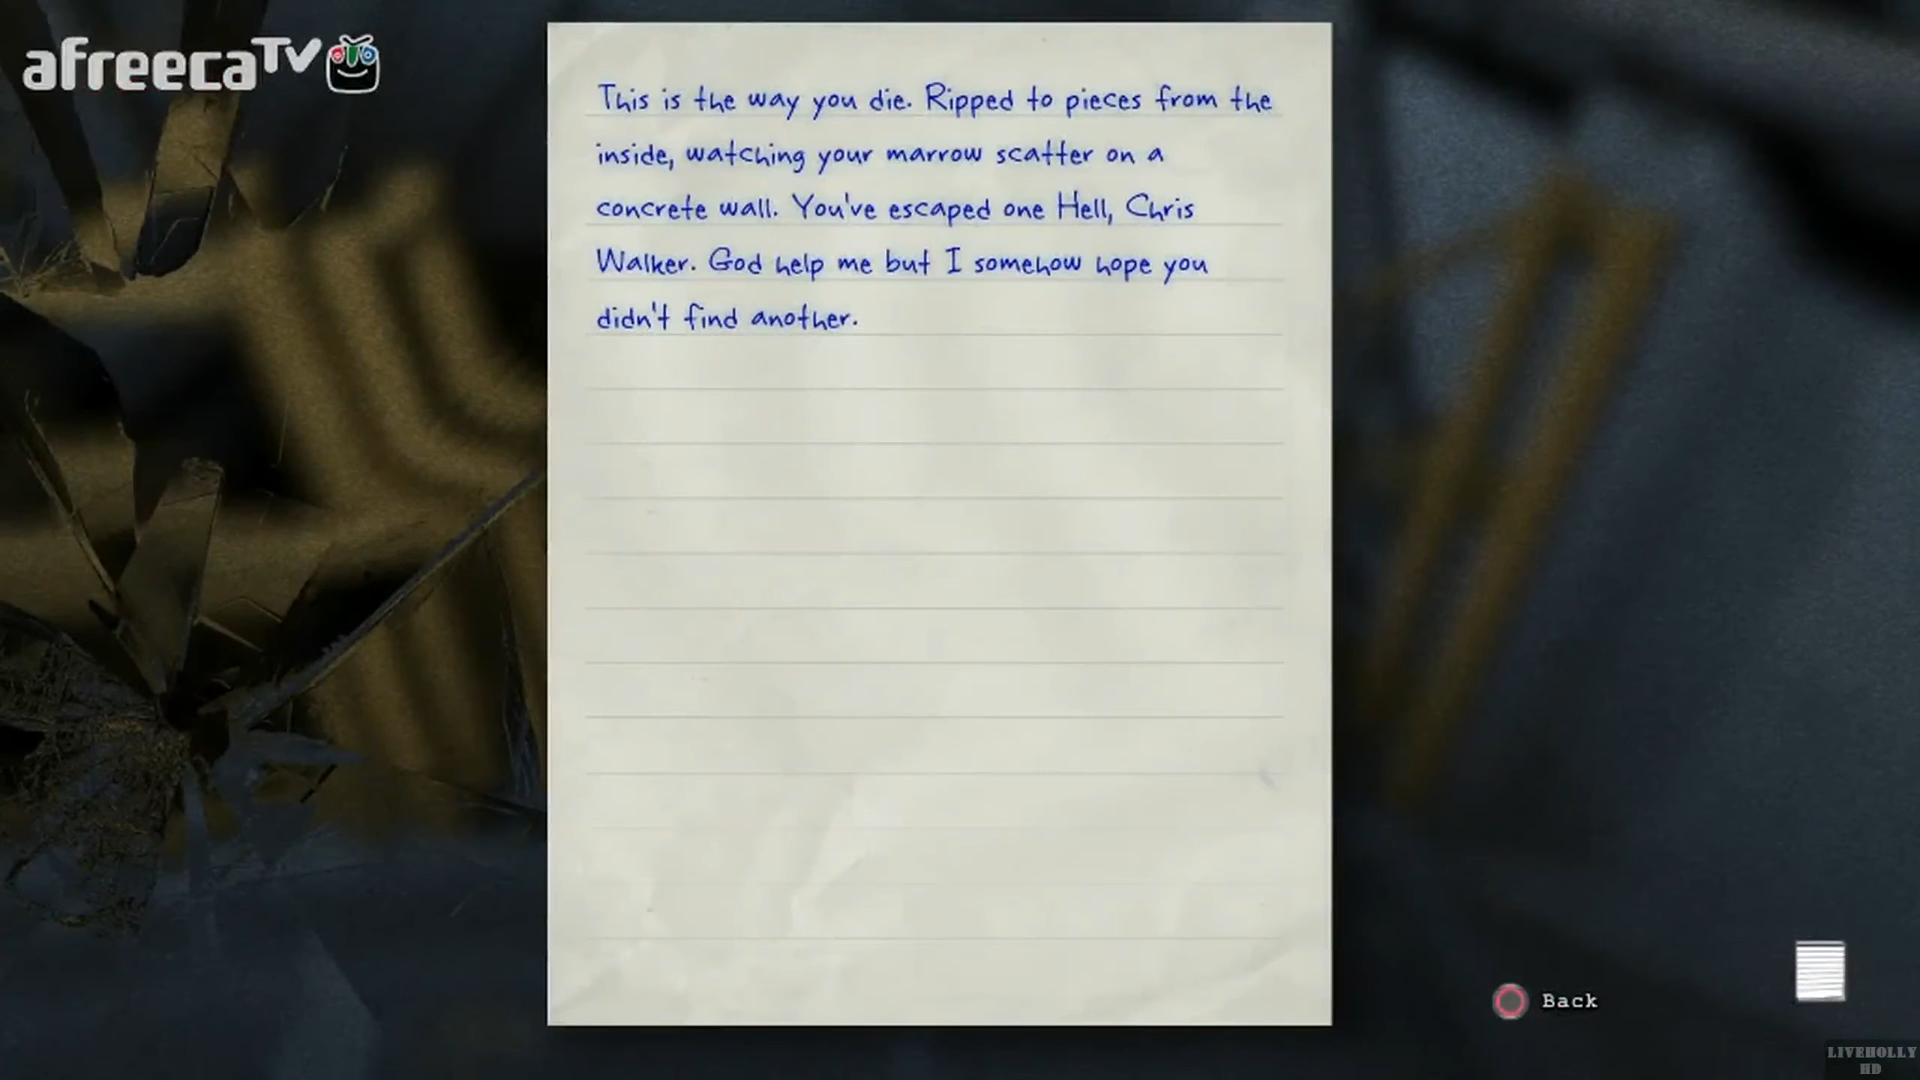 afreecaTV
This is the way you die. Ripped to pieces from the
inside, watching your marrow scatter on a
concrete wall. You've escaped one Hell, Chris
Walker. God help me but I somehow hope you
didn't find another.
Back
LIVEHOLLY
HD